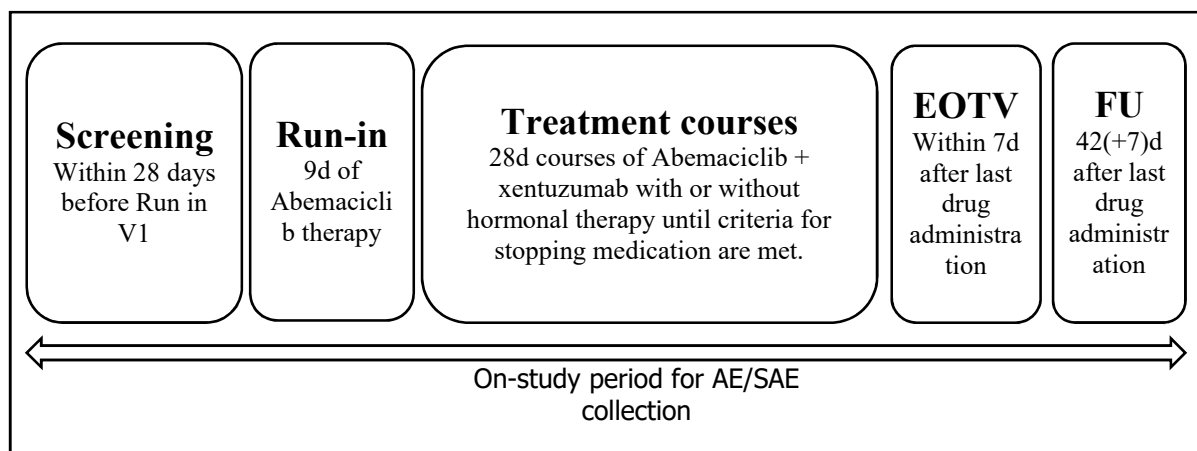 Screening
Within 28 days
before Run in
V1
Run-in
9d of
Abemacicli
b therapy
Treatment courses
28d courses of Abemaciclib +
xentuzumab with or without
hormonal therapy until criteria for
stopping medication are met.
EOTV
Within 7d
after last
drug
administra
tion
FU
42(+7)d
after last
drug
administr
ation
On-study period for AE/SAE
collection